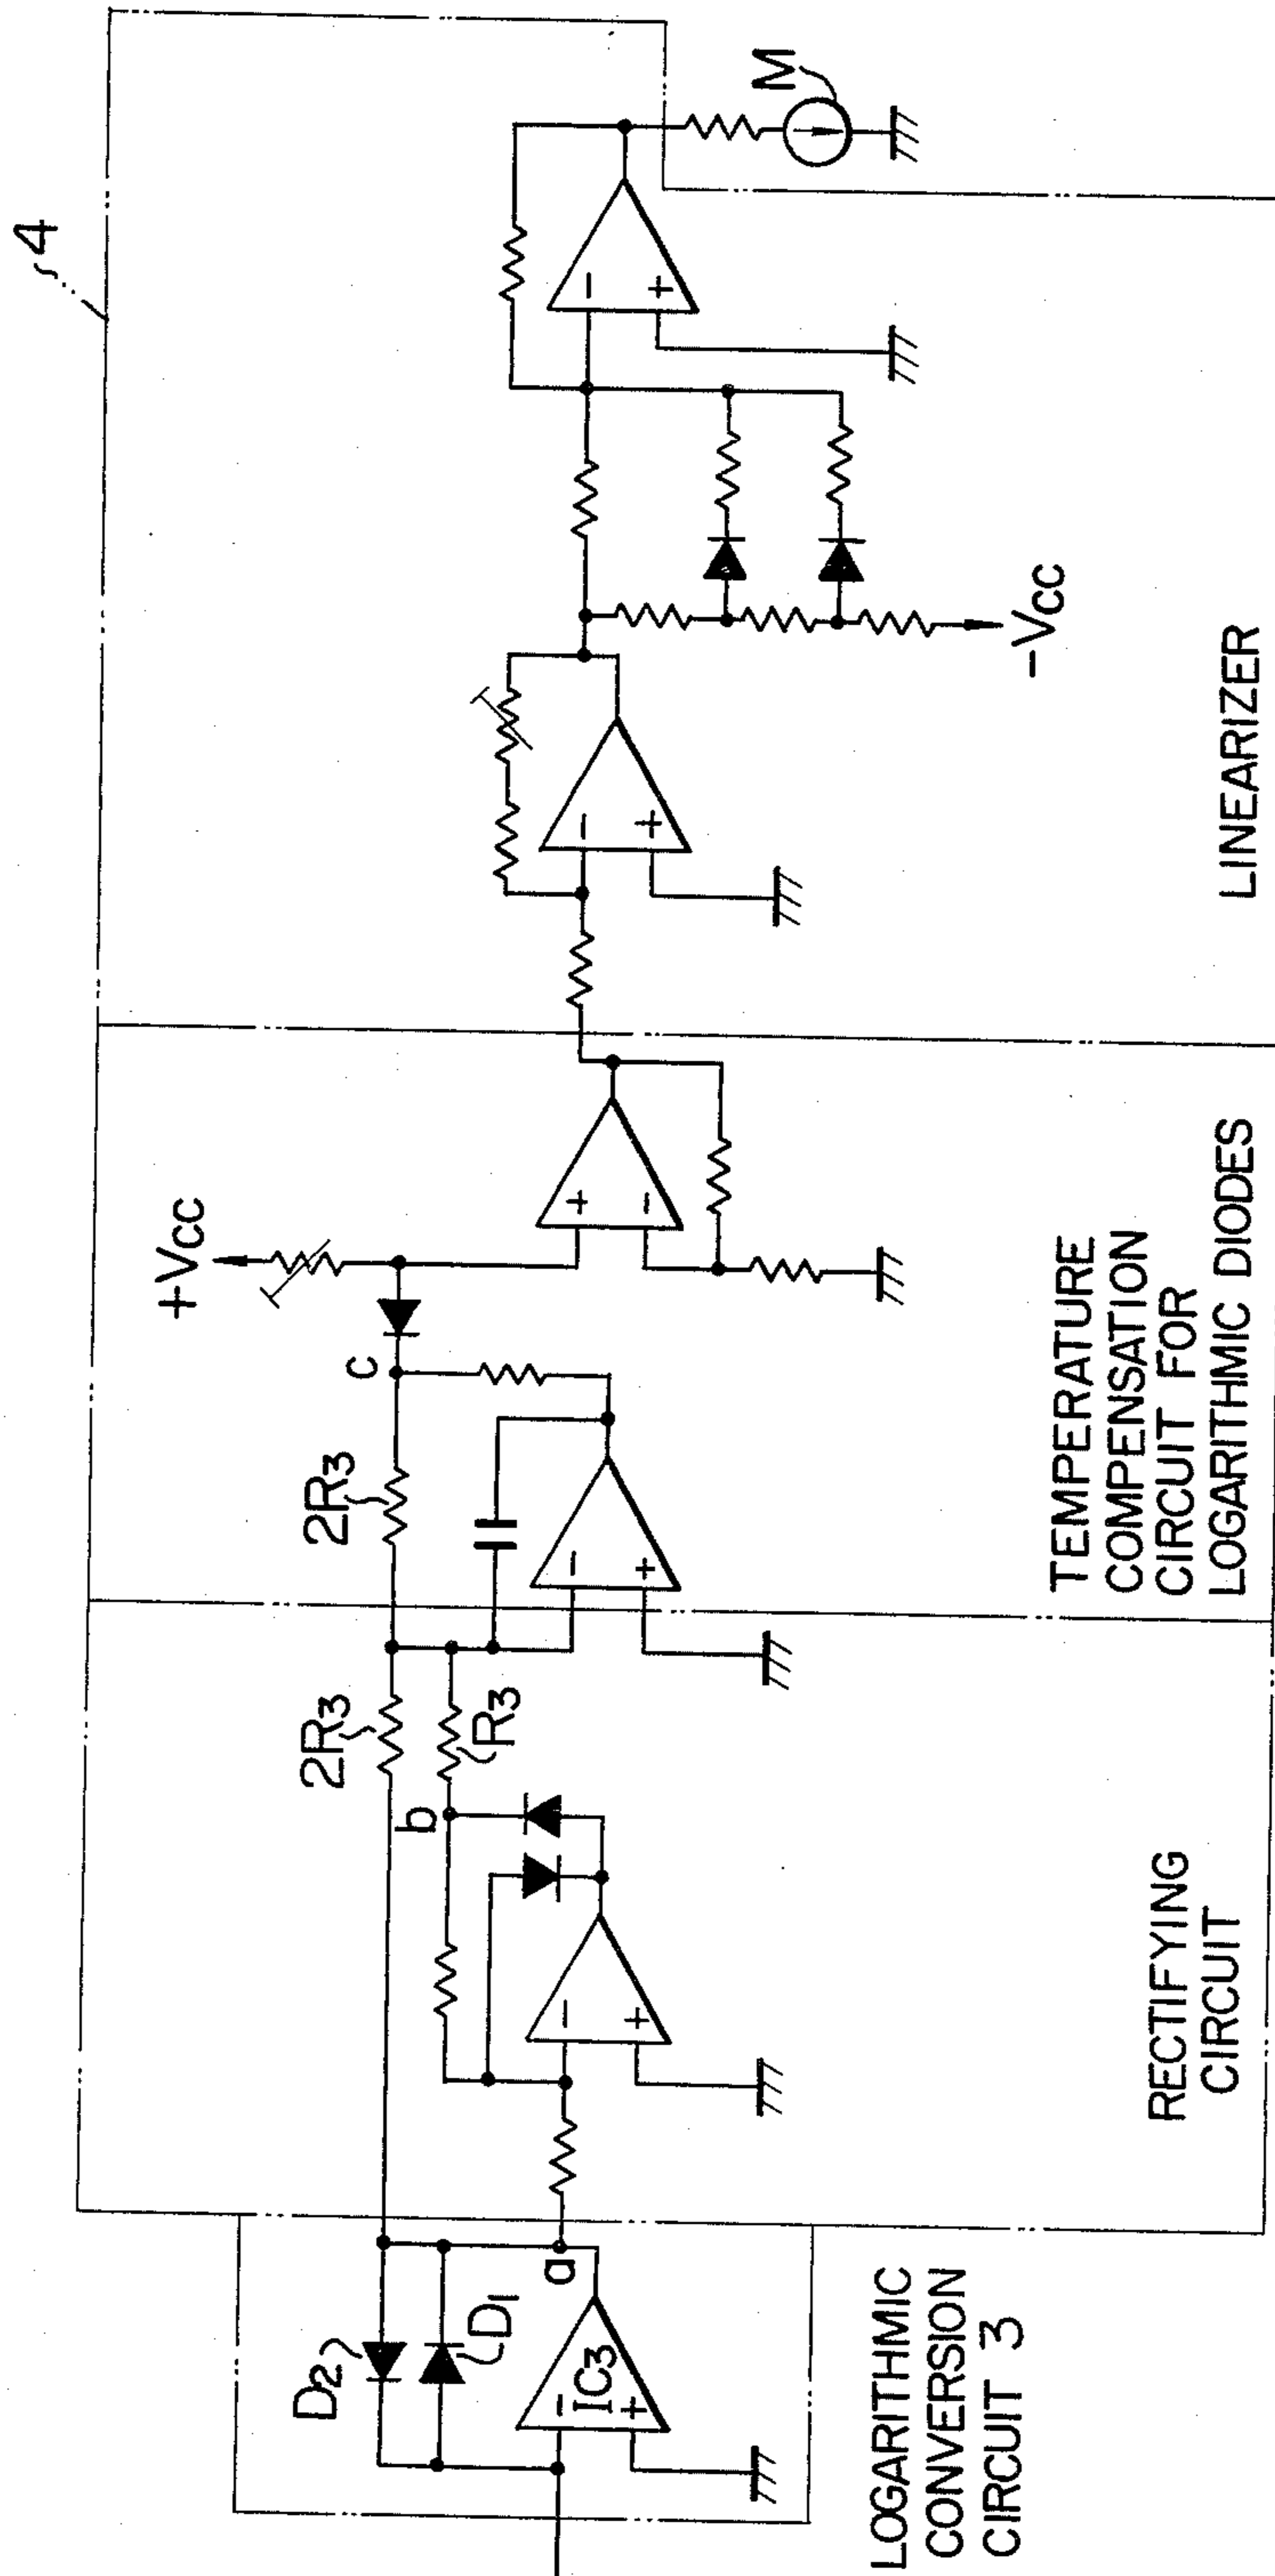 4
+VCC
M
2R3
2R3
c
b
R3
D2
D1
a
IC3
−
+
−
+
−
+
+
−
−
+
−
+
−VCC
LOGARITHMIC
CONVERSION
CIRCUIT 3
RECTIFYING
CIRCUIT
TEMPERATURE
COMPENSATION
CIRCUIT FOR
LOGARITHMIC DIODES
LINEARIZER